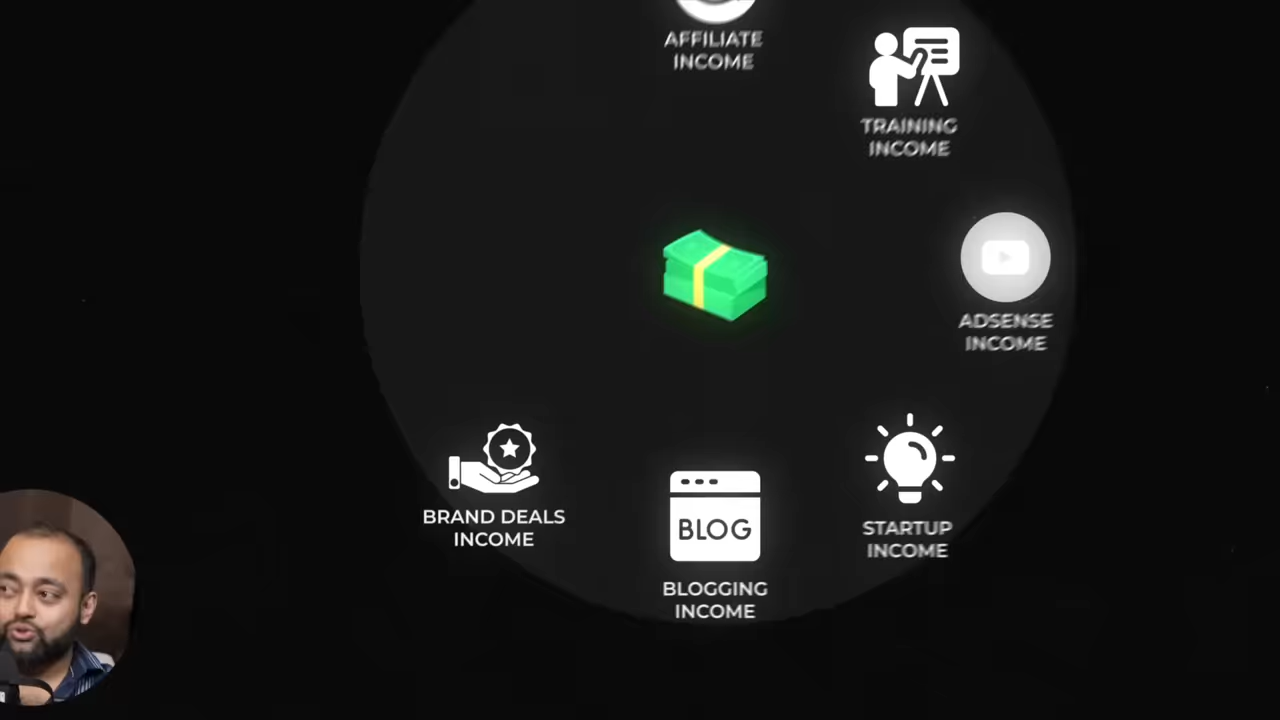 AFFILIATE
INCOME
TRAINING
INCOME
ADSENSE
INCOME
STARTUP
INCOME
BLOG
BLOGGING
INCOME
BRAND DEALS
INCOME